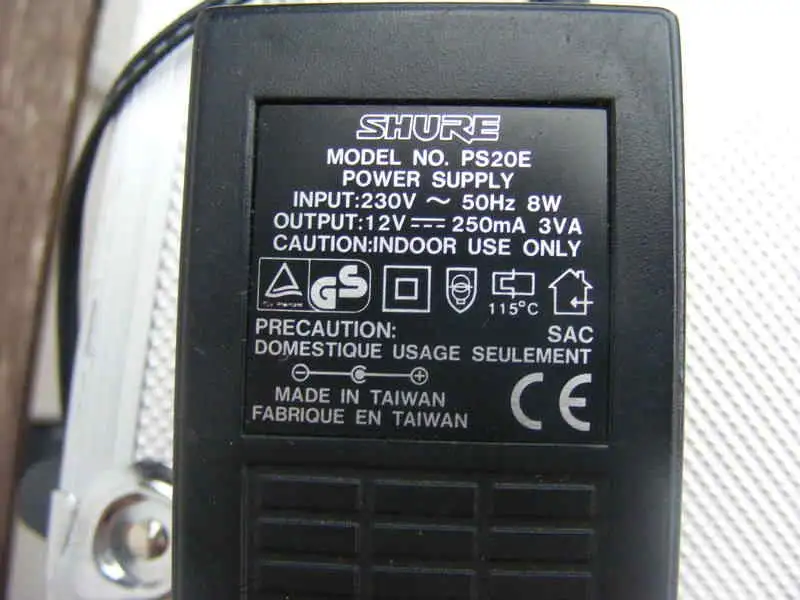 SHURE
MODEL NO. PS20E
POWER SUPPLY
INPUT:230V ~ 50Hz 8W
OUTPUT:12V ⎓ 250mA 3VA
CAUTION:INDOOR USE ONLY
GS
115°C
PRECAUTION: SAC
DOMESTIQUE USAGE SEULEMENT
MADE IN TAIWAN
FABRIQUE EN TAIWAN
CE